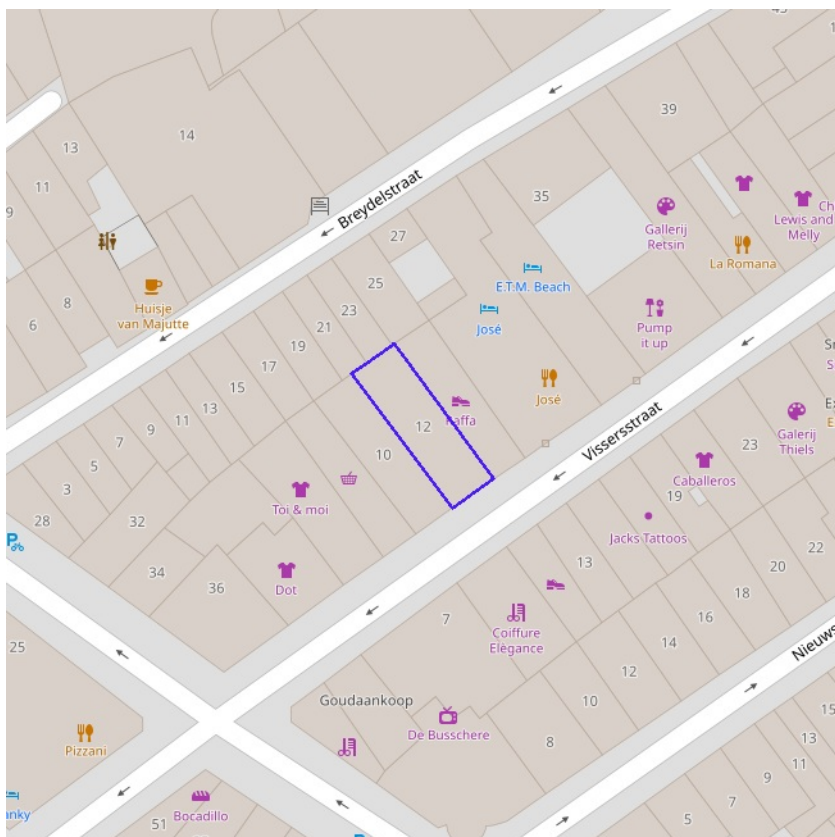 43
39
14
13
11
9
Breydelstraat
35
27
Gallerij
Retsin
Lewis and
Melly
La Romana
E.T.M. Beach
Huisje
van Majutte
8
6
25
23
21
19
17
15
13
11
9
7
5
3
28
José
Pump
it up
José
Raffa
12
10
Vissersstraat
Galerij
Thiels
23
Caballeros
19
Jacks Tattoos
Toi & moi
32
34
36
Dot
13
22
20
18
16
14
12
10
8
7
Coiffure
Elégance
Nieuws
25
Goudaankoop
De Busschere
Pizzani
15
13
11
9
7
5
Bocadillo
51
anky